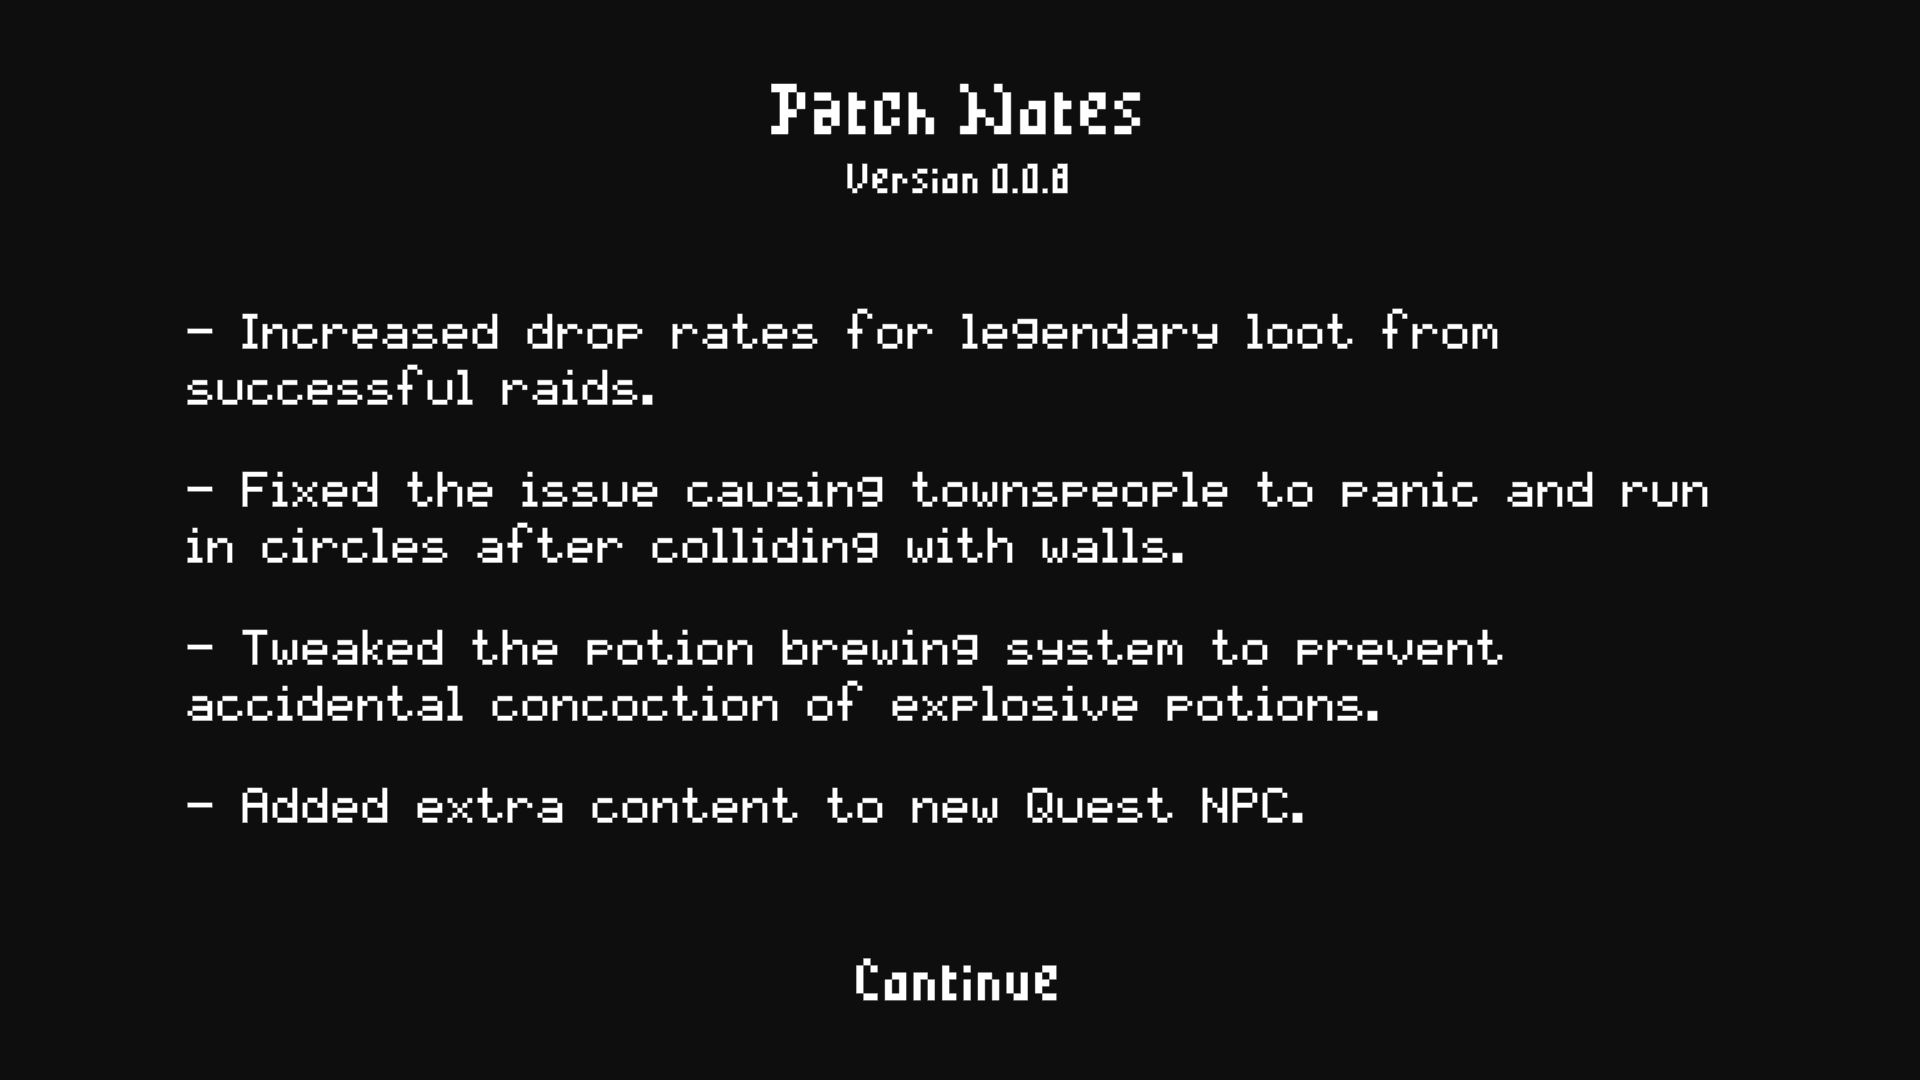 Patch Notes
Version 0.0.8
- Increased drop rates for legendary loot from
successful raids.
- Fixed the issue causing townspeople to panic and run
in circles after colliding with walls.
- Tweaked the potion brewing system to prevent
accidental concoction of explosive potions.
- Added extra content to new Quest NPC.
Continue